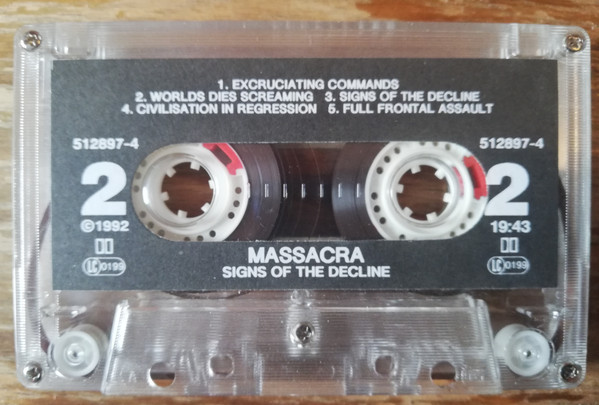 1. EXCRUCIATING COMMANDS
2. WORLDS DIES SCREAMING 3. SIGNS OF THE DECLINE
4. CIVILISATION IN REGRESSION 5. FULL FRONTAL ASSAULT
512897-4 512897-4
2 2
©1992 19:43
LC 0199 LC 0199
MASSACRA
SIGNS OF THE DECLINE